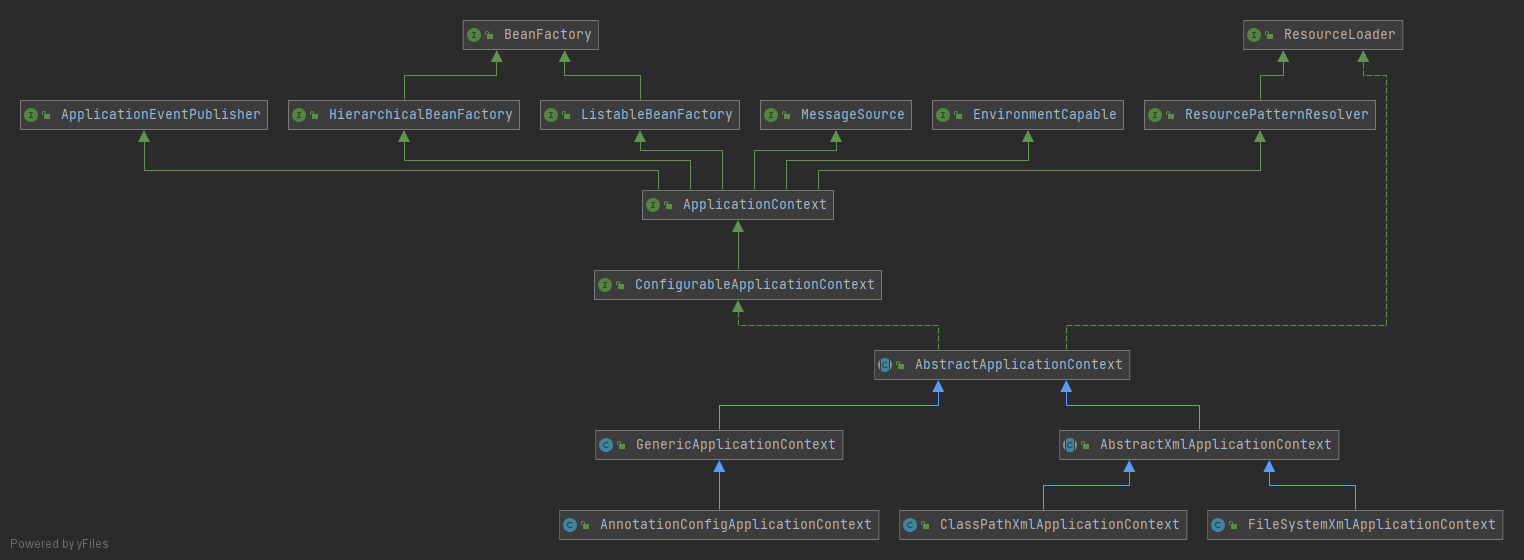 BeanFactory
ResourceLoader
ApplicationEventPublisher
HierarchicalBeanFactory
ListableBeanFactory
MessageSource
EnvironmentCapable
ResourcePatternResolver
ApplicationContext
ConfigurableApplicationContext
AbstractApplicationContext
GenericApplicationContext
AbstractXmlApplicationContext
AnnotationConfigApplicationContext
ClassPathXmlApplicationContext
FileSystemXmlApplicationContext
Powered by yFiles